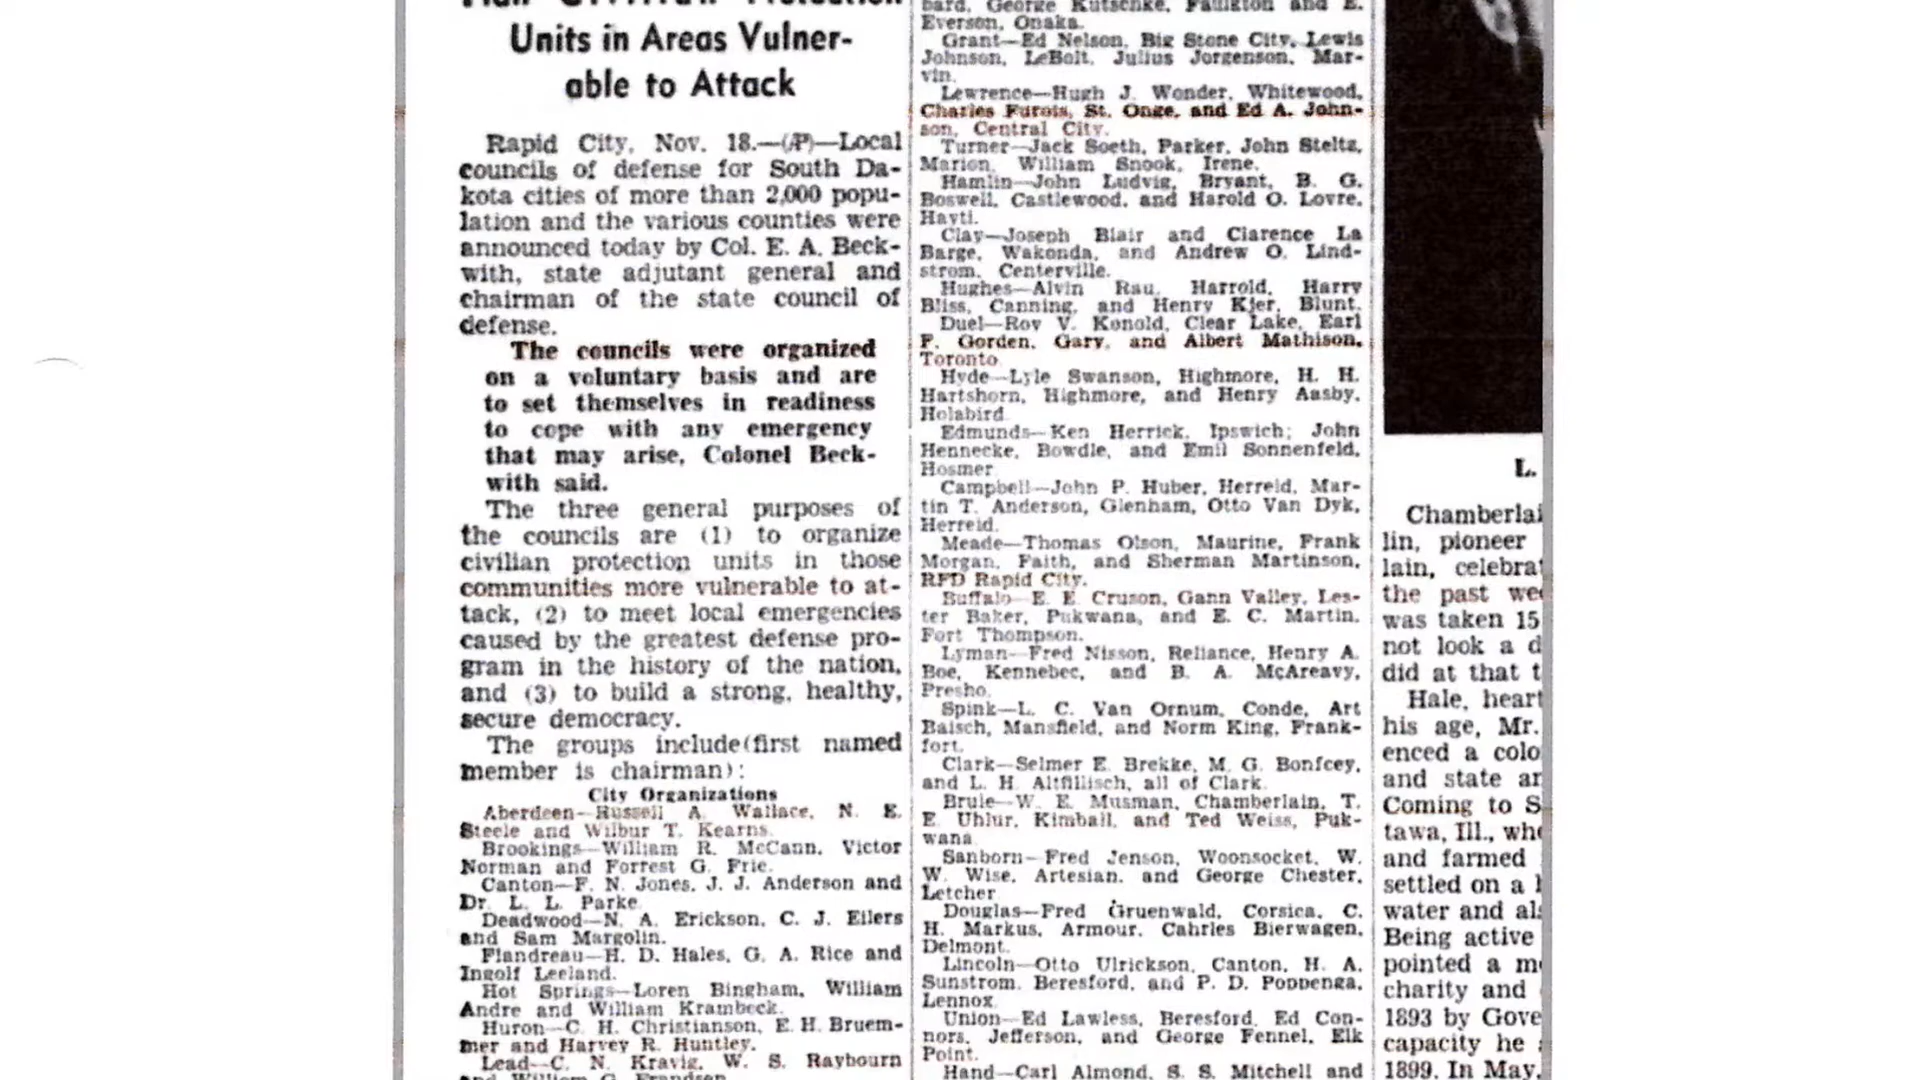 Units in Areas Vulner-
able to Attack
Rapid City, Nov. 18.—(AP)—Local
councils of defense for South Da-
kota cities of more than 2,000 popu-
lation and the various counties were
announced today by Col. E. A. Beck-
with, state adjutant general and
chairman of the state council of
defense.
The councils were organized
on a voluntary basis and are
to set themselves in readiness
to cope with any emergency
that may arise, Colonel Beck-
with said.
The three general purposes of
the councils are (1) to organize
civilian protection units in those
communities more vulnerable to at-
tack, (2) to meet local emergencies
caused by the greatest defense pro-
gram in the history of the nation,
and (3) to build a strong, healthy,
secure democracy.
The groups include(first named
member is chairman):
City Organizations
Aberdeen—Russell A. Wallace, N. E.
Steele and Wilbur T. Kearns.
Brookings—William R. McCann, Victor
Norman and Forrest G. Frie.
Canton—F. N. Jones, J. J. Anderson and
Dr. L. L. Parke
Deadwood—N. A. Erickson, C. J. Ellers
and Sam Margolin.
Flandreau—H. D. Hales, G. A. Rice and
Ingolf Leeland.
Hot Springs—Loren Bingham, William
Andre and William Krambeck.
Huron—C. H. Christianson, E. H. Bruem-
mer and Harvey R. Huntley.
Lead—C. N. Kravig, W. S. Raybourn
bard, George Kutschke, Faulkton and E.
Everson, Onaka.
Grant—Ed Nelson, Big Stone City, Lewis
Johnson, LeBolt, Julius Jorgenson, Mar-
vin.
Lewrence—Hugh J. Wonder, Whitewood,
Charles Furois, St. Onge, and Ed A. John-
son, Central City.
Turner—Jack Soeth, Parker, John Steltz,
Marion, William Snook, Irene.
Hamlin—John Ludvig, Bryant, B. G.
Boswell, Castlewood, and Harold O. Lovre,
Hayti.
Clay—Joseph Blair and Clarence La
Barge, Wakonda, and Andrew O. Lind-
strom, Centerville.
Hughes—Alvin Rau, Harrold, Harry
Bliss, Canning, and Henry Kjer, Blunt.
Duel—Roy V. Konold, Clear Lake, Earl
F. Gorden, Gary, and Albert Mathison,
Toronto
Hyde—Lyle Swanson, Highmore, H. H.
Hartshorn, Highmore, and Henry Aasby,
Holabird
Edmunds—Ken Herrick, Ipswich; John
Hennecke, Bowdle, and Emil Sonnenfeld,
Hosmer
Campbell—John P. Huber, Herreid, Mar-
tin T. Anderson, Glenham, Otto Van Dyk,
Herreid.
Meade—Thomas Olson, Maurine, Frank
Morgan, Faith, and Sherman Martinson,
RFD Rapid City.
Buffalo—E. E. Cruson, Gann Valley, Les-
ter Baker, Pukwana, and E. C. Martin,
Fort Thompson.
Lyman—Fred Nisson, Reliance, Henry A.
Boe, Kennebec, and B. A. McAreavy,
Presho.
Spink—L. C. Van Ornum, Conde, Art
Baisch, Mansfield, and Norm King, Frank-
fort.
Clark—Selmer E. Brekke, M. G. Bonfcey,
and L. H. Altfillisch, all of Clark.
Brule—W. E. Musman, Chamberlain, T.
E. Uhlur, Kimball, and Ted Weiss, Puk-
wana
Sanborn—Fred Jenson, Woonsocket, W.
W. Wise, Artesian, and George Chester,
Letcher
Douglas—Fred Gruenwald, Corsica, C.
H. Markus, Armour, Cahrles Bierwagen,
Delmont.
Lincoln—Otto Ulrickson, Canton, H. A.
Sunstrom, Beresford, and P. D. Poppenga,
Lennox
Union—Ed Lawless, Beresford, Ed Con-
nors, Jefferson, and George Fennel, Elk
Point.
Hand—Carl Almond, S. S. Mitchell and
L.
Chamberlai
lin, pioneer
lain, celebrat
the past we
was taken 15
not look a d
did at that t
Hale, heart
his age, Mr.
enced a colo
and state ar
Coming to S
tawa, Ill., who
and farmed
settled on a
water and als
Being active
pointed a m
charity and
1893 by Gove
capacity he
1899. In May,